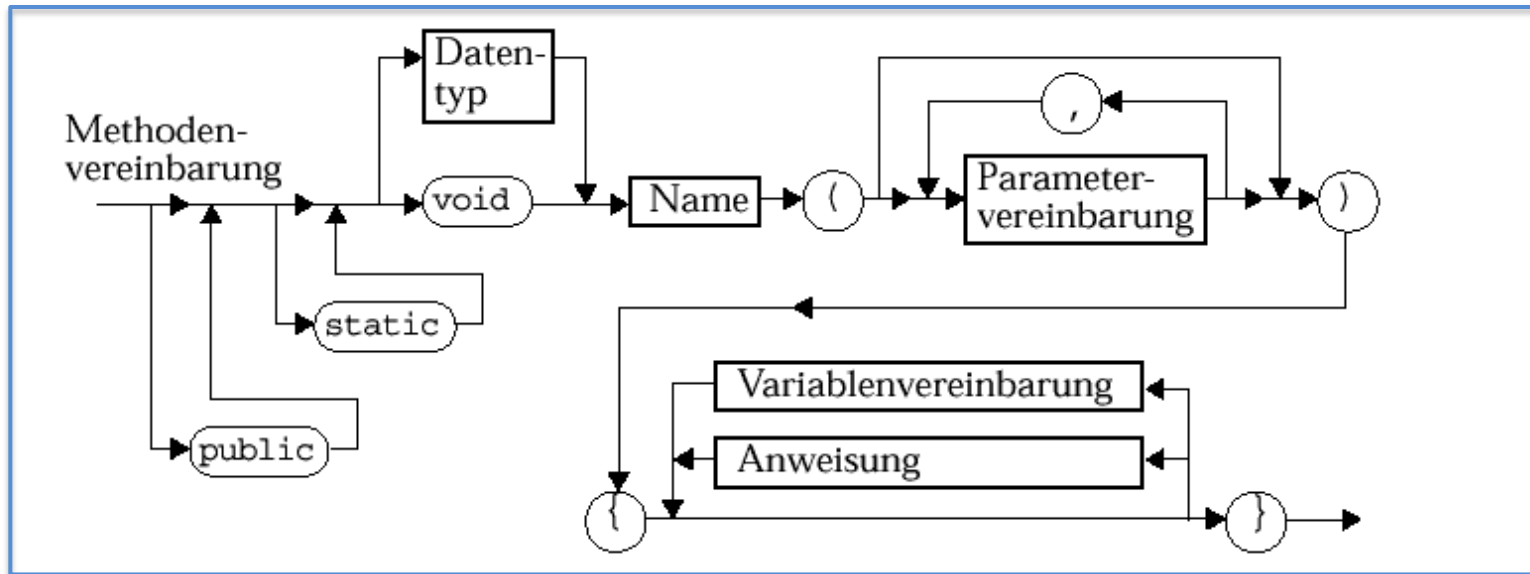 Methoden-
vereinbarung
Daten-
typ
void
static
public
Name
(
,
Parameter-
vereinbarung
)
Variablenvereinbarung
Anweisung
{
}